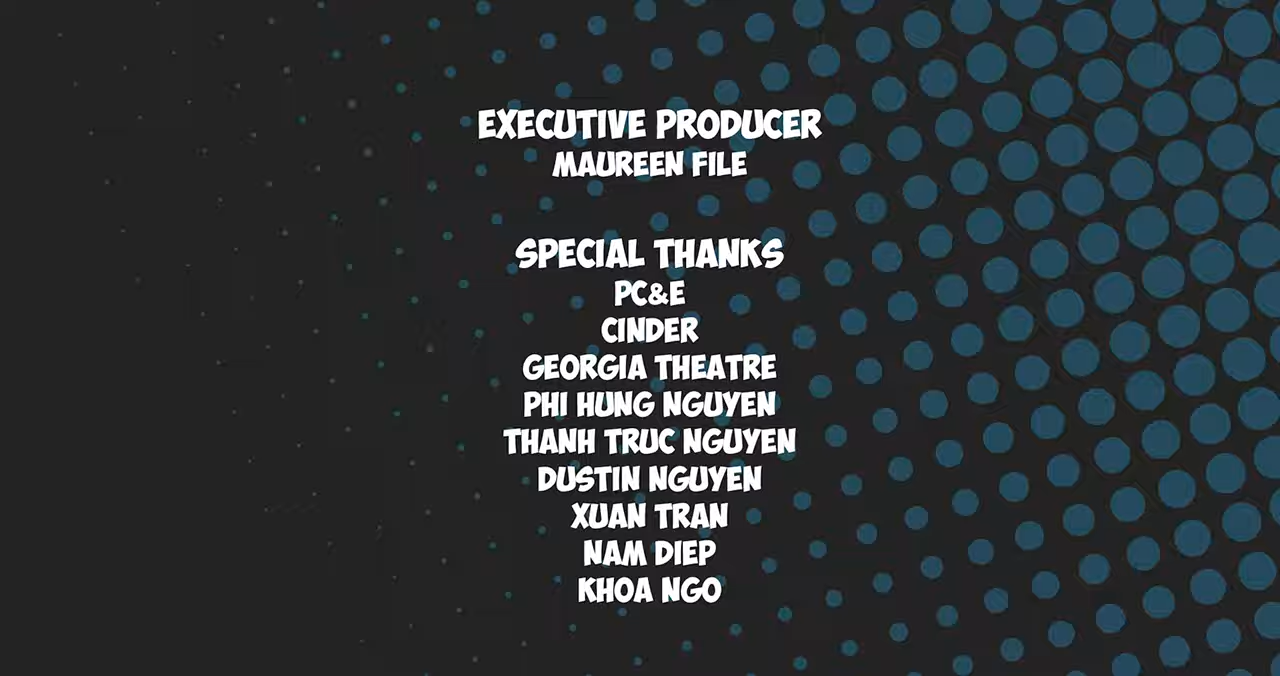 EXECUTIVE PRODUCER
MAUREEN FILE
SPECIAL THANKS
PC&E
CINDER
GEORGIA THEATRE
PHI HUNG NGUYEN
THANH TRUC NGUYEN
DUSTIN NGUYEN
XUAN TRAN
NAM DIEP
KHOA NGO